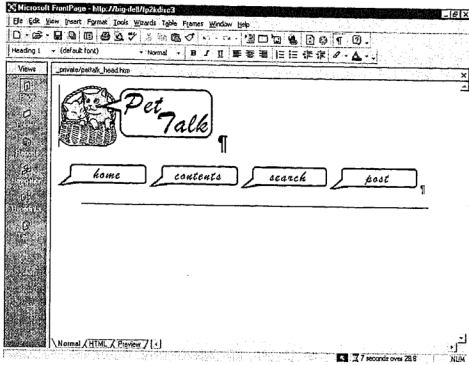 Microsoft FrontPage - http://big-dell/fp2kdisc3
File Edit View Insert Format Tools Wizards Table Frames Window Help
Heading 1 (default font) Normal B I U A
Views _private/pettalk_head.htm
Pet
Talk ¶
home contents search post ¶
Normal HTML Preview
7 seconds over 28.8 NUM